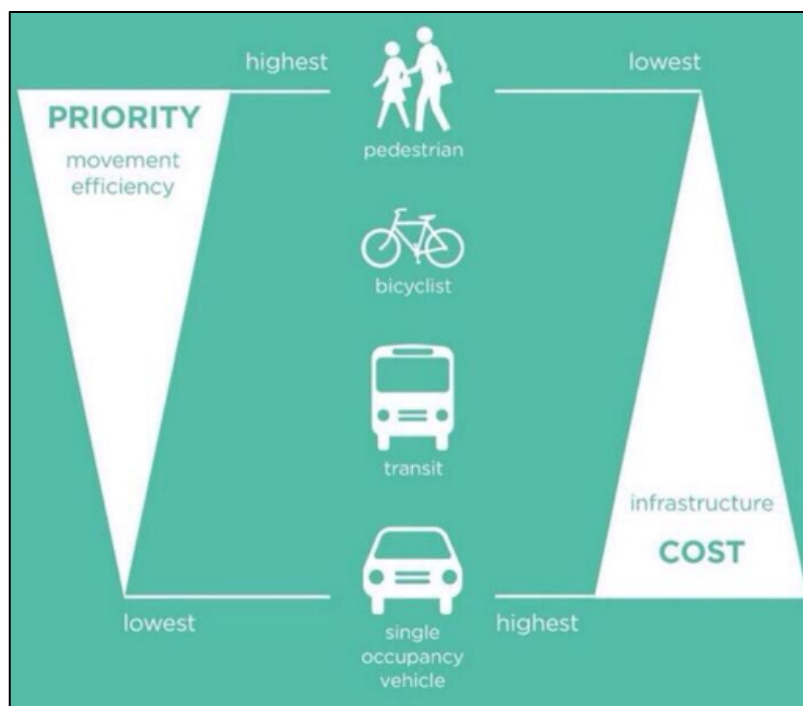 highest
lowest
PRIORITY
movement
efficiency
pedestrian
bicyclist
transit
infrastructure
COST
lowest
highest
single
occupancy
vehicle